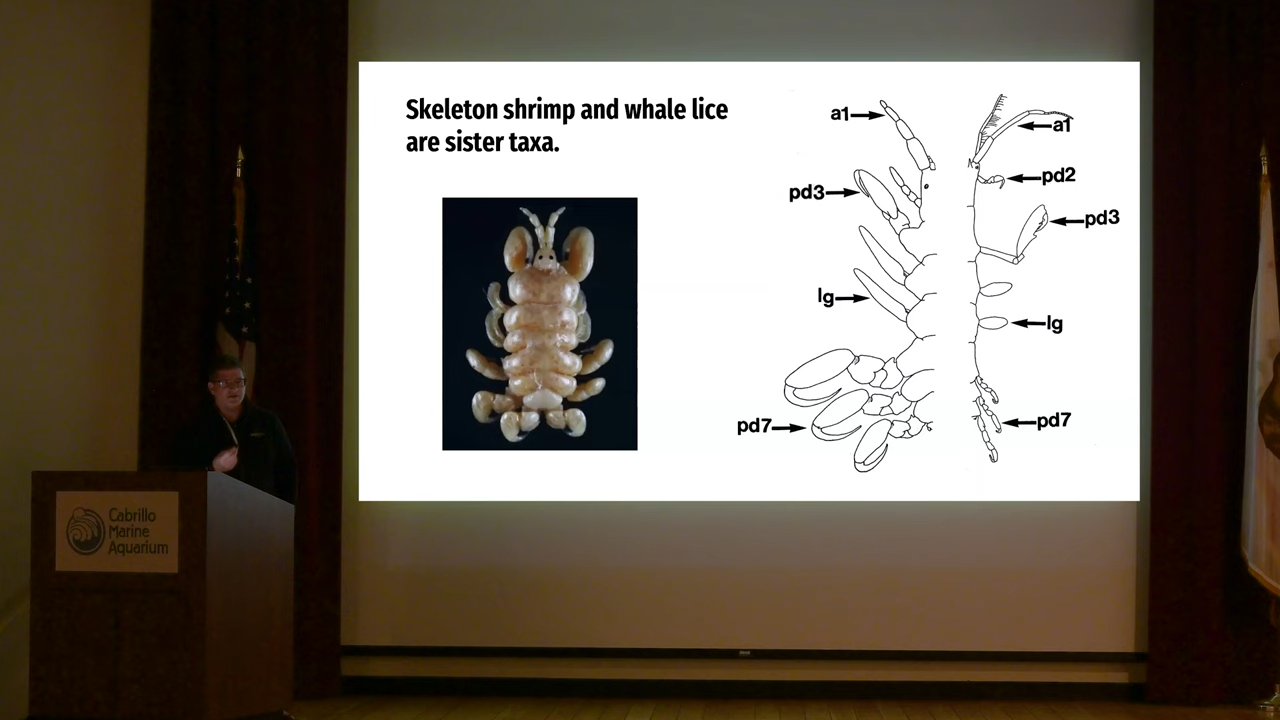 Skeleton shrimp and whale lice
are sister taxa.
a1
a1
pd2
pd3
pd3
lg
lg
pd7
pd7
Cabrillo
Marine
Aquarium